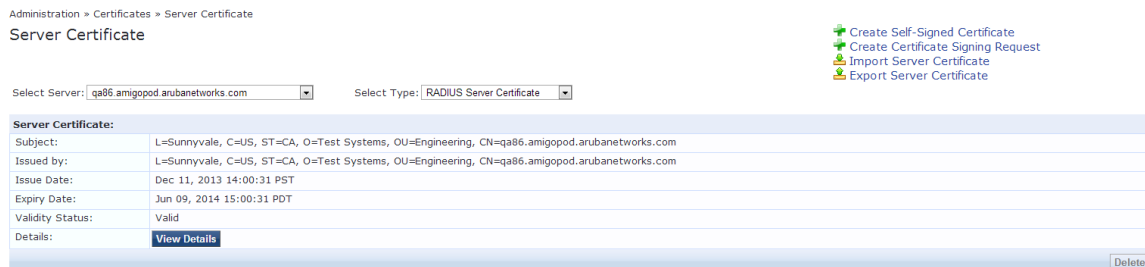 Administration » Certificates » Server Certificate
Server Certificate
Create Self-Signed Certificate
Create Certificate Signing Request
Import Server Certificate
Export Server Certificate
Select Server: qa86.amigopod.arubanetworks.com Select Type: RADIUS Server Certificate
Server Certificate:
Subject: L=Sunnyvale, C=US, ST=CA, O=Test Systems, OU=Engineering, CN=qa86.amigopod.arubanetworks.com
Issued by: L=Sunnyvale, C=US, ST=CA, O=Test Systems, OU=Engineering, CN=qa86.amigopod.arubanetworks.com
Issue Date: Dec 11, 2013 14:00:31 PST
Expiry Date: Jun 09, 2014 15:00:31 PDT
Validity Status: Valid
Details: View Details
Delete